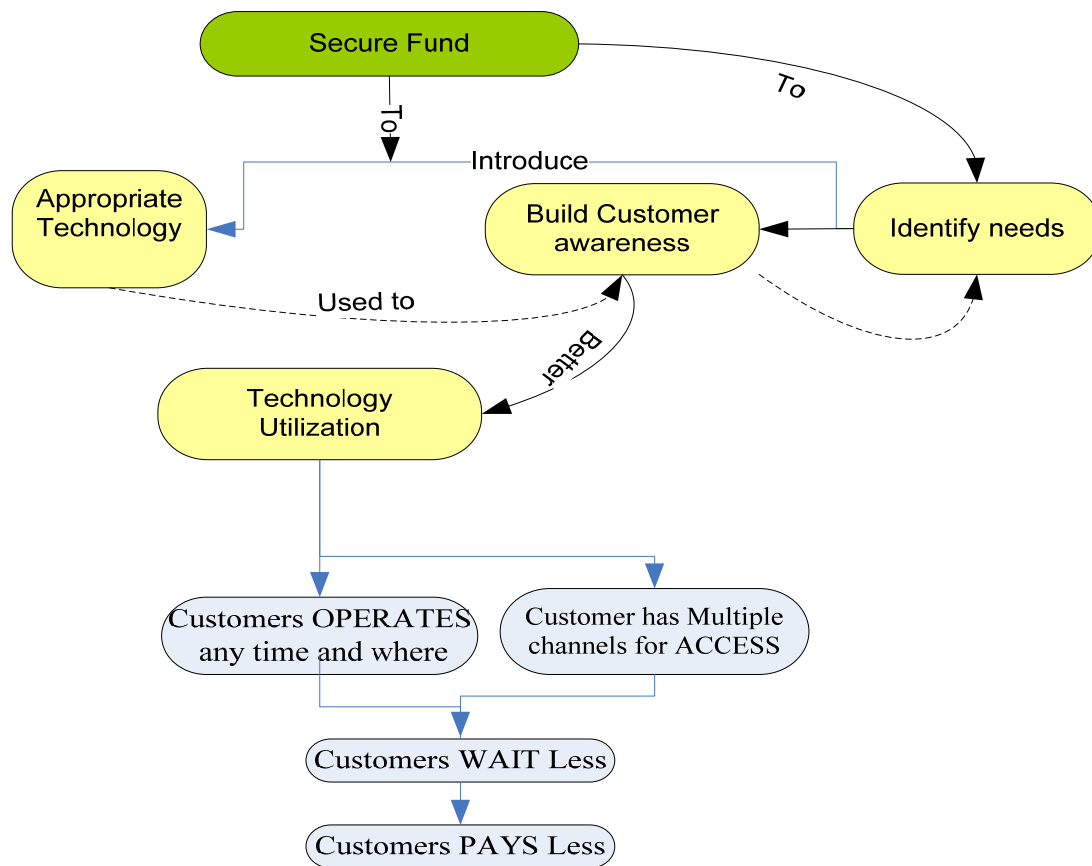 Secure Fund
To
To
Introduce
Appropriate
Technology
Build Customer
awareness
Identify needs
Used to
Better
Technology
Utilization
Customers OPERATES
any time and where
Customer has Multiple
channels for ACCESS
Customers WAIT Less
Customers PAYS Less